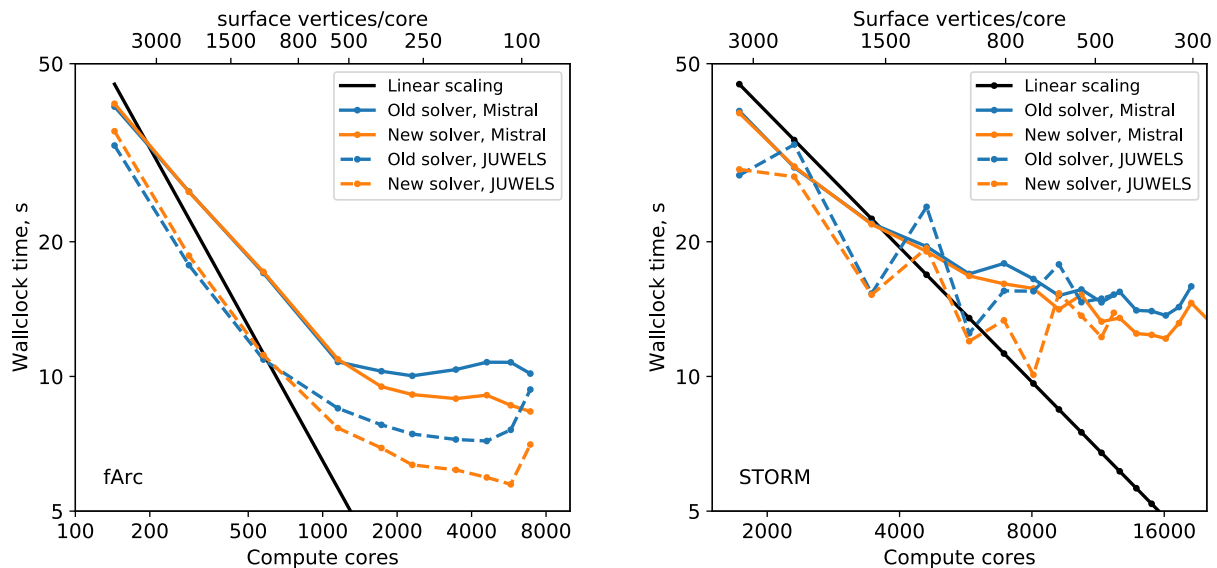 surface vertices/core
3000 1500 800 500 250 100
50
20
10
5
Wallclock time, s
Linear scaling
Old solver, Mistral
New solver, Mistral
Old solver, JUWELS
New solver, JUWELS
fArc
100 200 500 1000 2000 4000 8000
Compute cores
Surface vertices/core
3000 1500 800 500 300
50
20
10
5
Wallclock time, s
Linear scaling
Old solver, Mistral
New solver, Mistral
Old solver, JUWELS
New solver, JUWELS
STORM
2000 4000 8000 16000
Compute cores